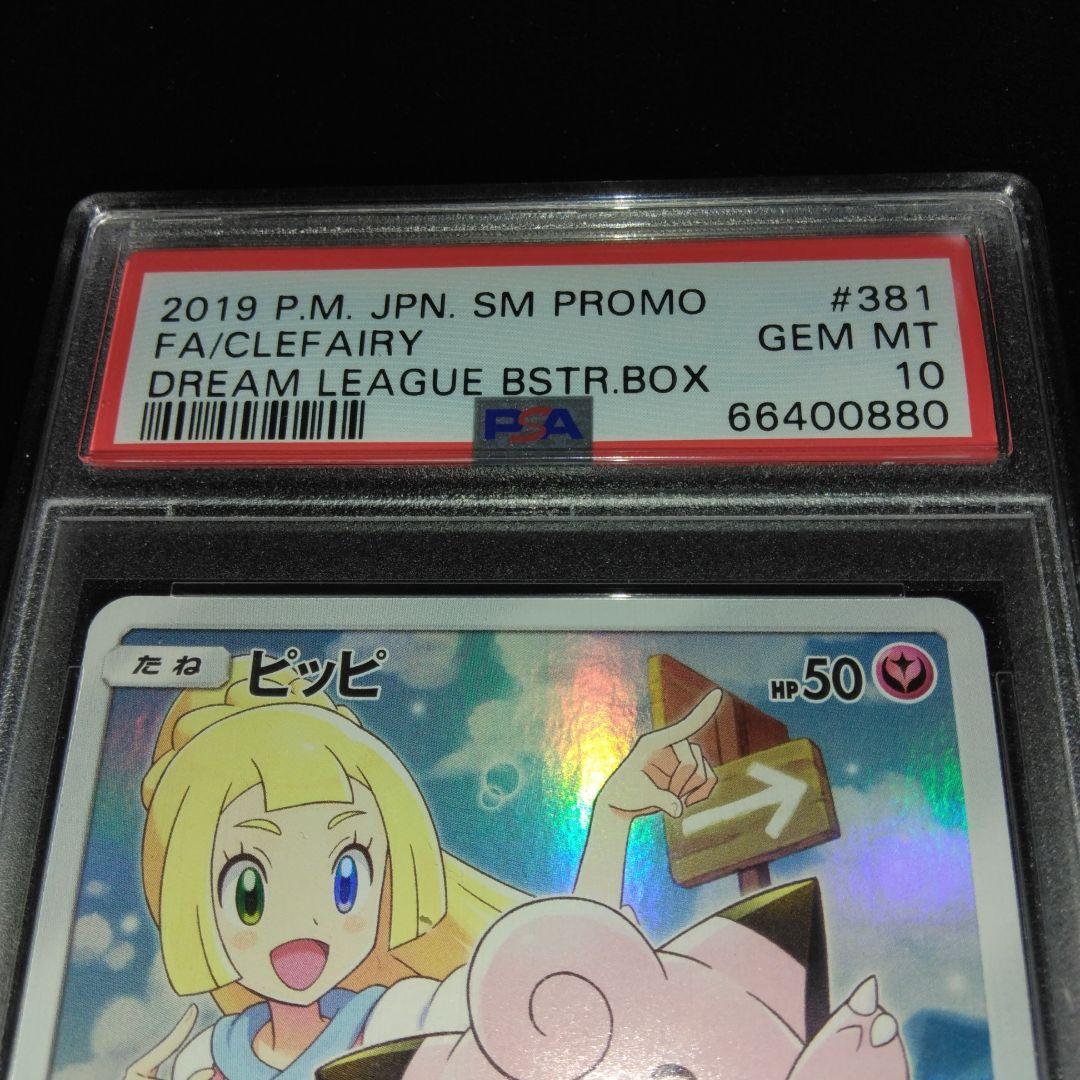 2019 P.M. JPN. SM PROMO #381
FA/CLEFAIRY GEM MT
DREAM LEAGUE BSTR.BOX 10
PSA 66400880
たね ピッピ HP50